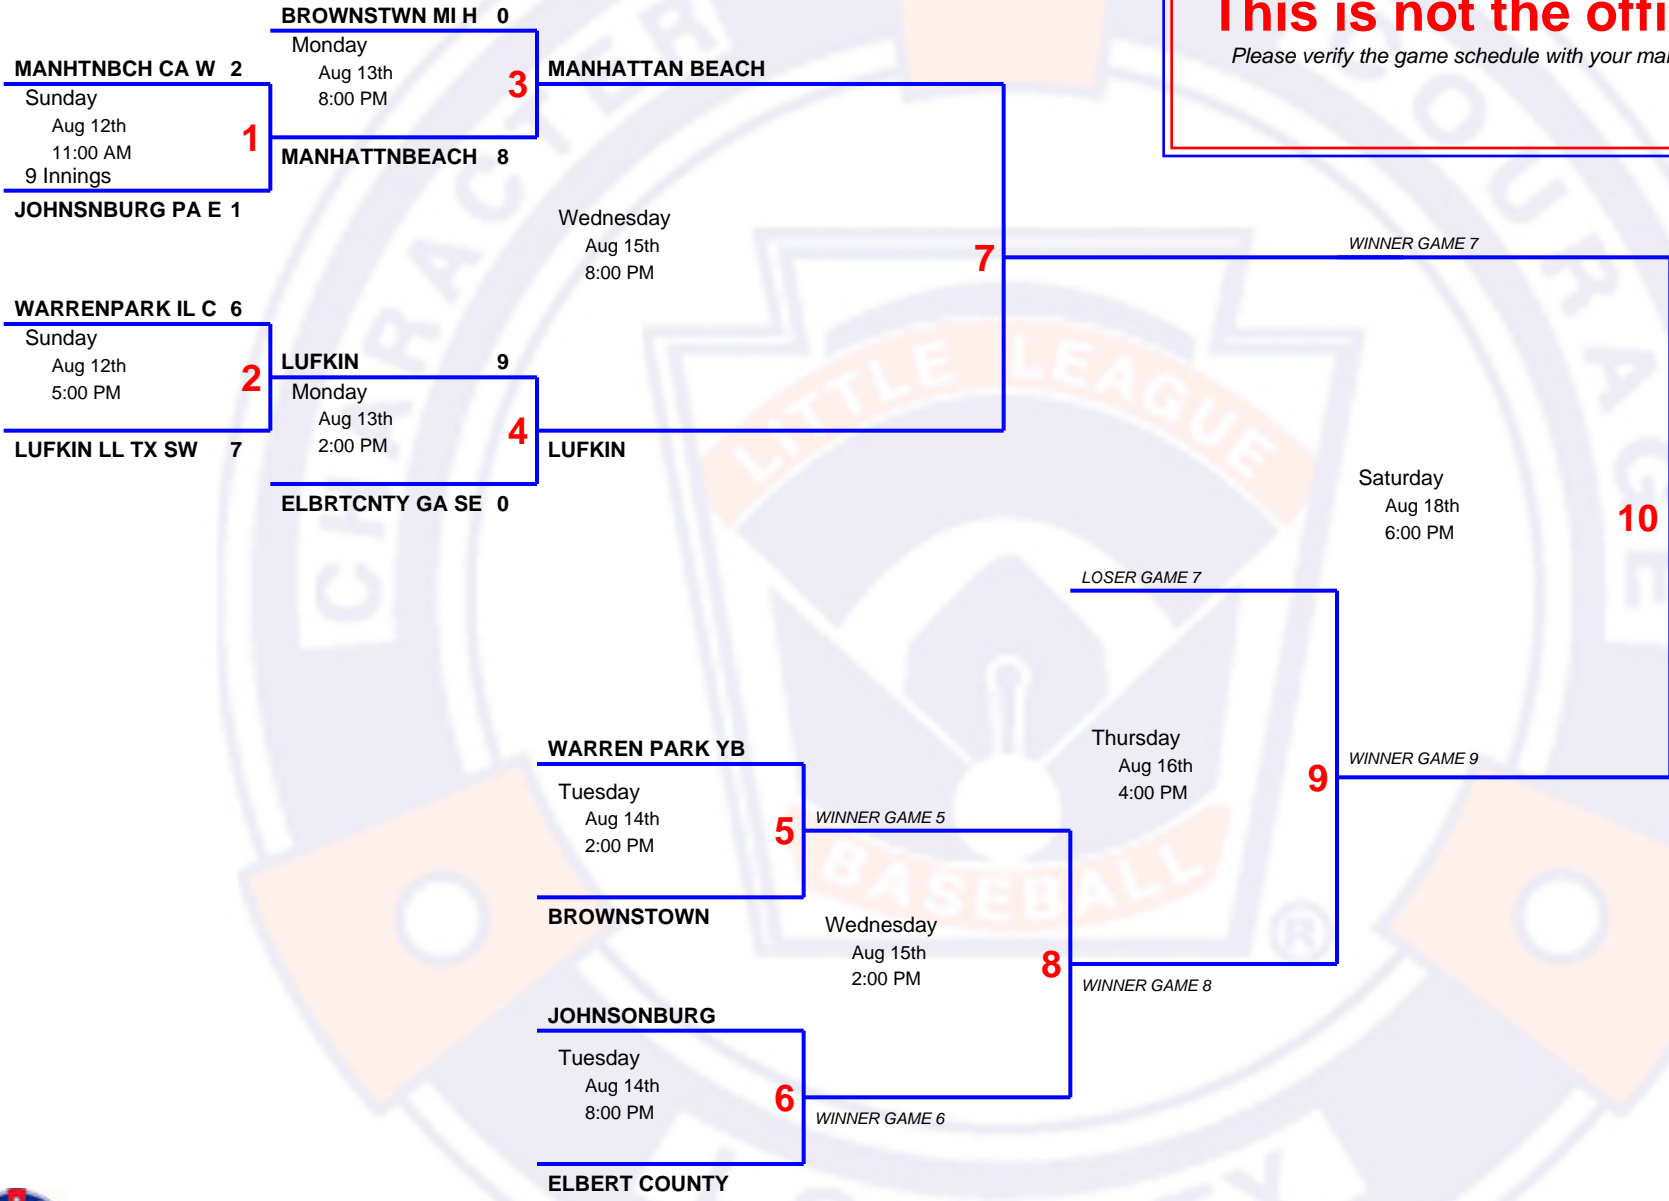 BROWNSTWN MI H 0
This is not the offi
Please verify the game schedule with your
Monday
Aug 13th
8:00 PM
3
MANHTNBCH CA W 2
MANHATTAN BEACH
Sunday
Aug 12th
11:00 AM
9 Innings
1
MANHATTNBEACH 8
JOHNSNBURG PA E 1
Wednesday
Aug 15th
8:00 PM
7
WINNER GAME 7
WARRENPARK IL C 6
Sunday
Aug 12th
5:00 PM
2
LUFKIN 9
Monday
Aug 13th
2:00 PM
4
LUFKIN LL TX SW 7
LUFKIN
ELBRTCNTY GA SE 0
Saturday
Aug 18th
6:00 PM
10
LOSER GAME 7
WARREN PARK YB
Tuesday
Aug 14th
2:00 PM
5
WINNER GAME 5
BROWNSTOWN
Thursday
Aug 16th
4:00 PM
9
WINNER GAME 9
Wednesday
Aug 15th
2:00 PM
8
WINNER GAME 8
JOHNSONBURG
Tuesday
Aug 14th
8:00 PM
6
WINNER GAME 6
ELBERT COUNTY
CHARACTER
COURAGE
LITTLE LEAGUE
BASEBALL
®